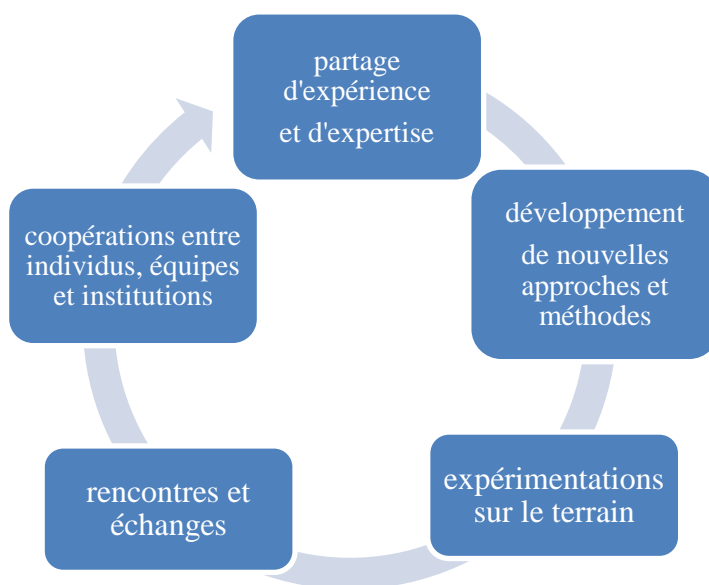 partage
d'expérience
et d'expertise
développement
de nouvelles
approches et
méthodes
expérimentations
sur le terrain
rencontres et
échanges
coopérations entre
individus, équipes
et institutions